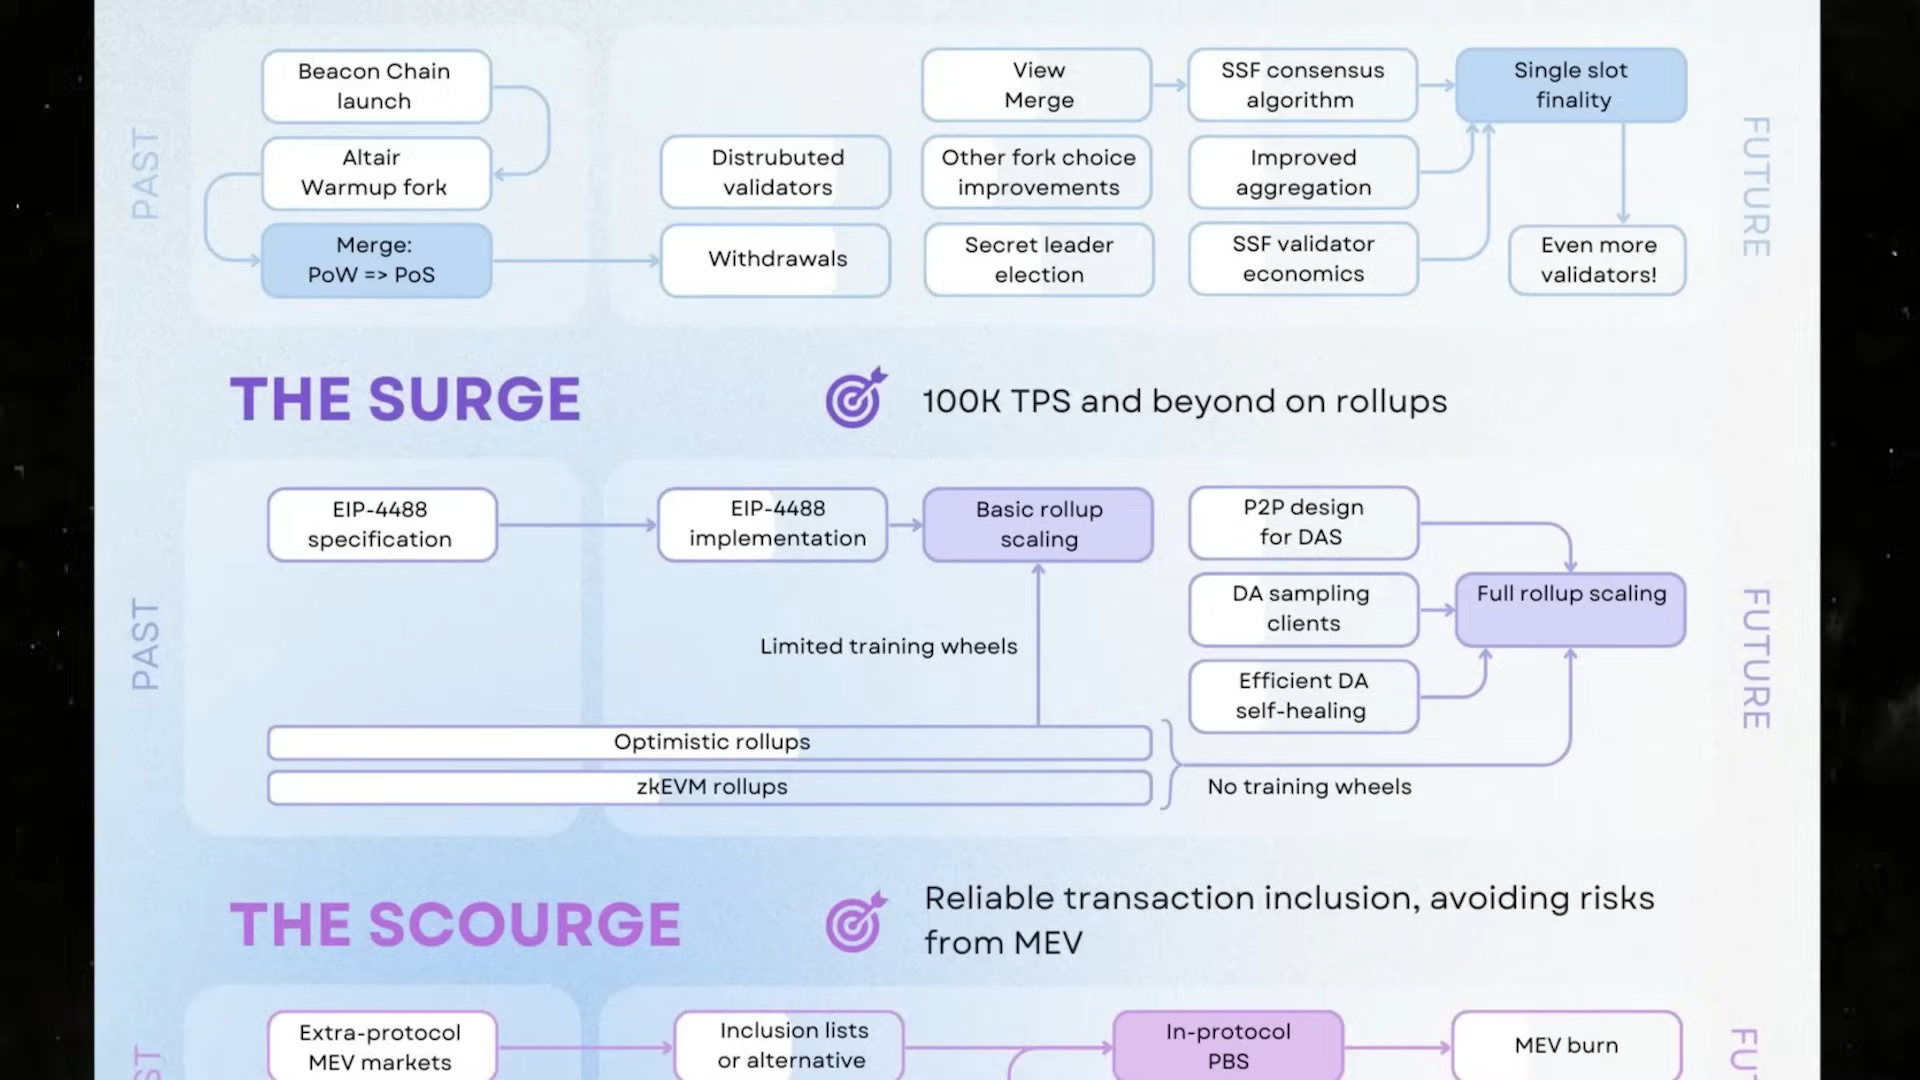 PAST
Beacon Chain
launch
Altair
Warmup fork
Merge:
PoW => PoS
Distrubuted
validators
Withdrawals
View
Merge
Other fork choice
improvements
Secret leader
election
SSF consensus
algorithm
Improved
aggregation
SSF validator
economics
Single slot
finality
Even more
validators!
FUTURE
THE SURGE
100K TPS and beyond on rollups
PAST
EIP-4488
specification
EIP-4488
implementation
Basic rollup
scaling
Limited training wheels
Optimistic rollups
zkEVM rollups
P2P design
for DAS
DA sampling
clients
Efficient DA
self-healing
Full rollup scaling
No training wheels
FUTURE
THE SCOURGE
Reliable transaction inclusion, avoiding risks
from MEV
ST
Extra-protocol
MEV markets
Inclusion lists
or alternative
In-protocol
PBS
MEV burn
FU